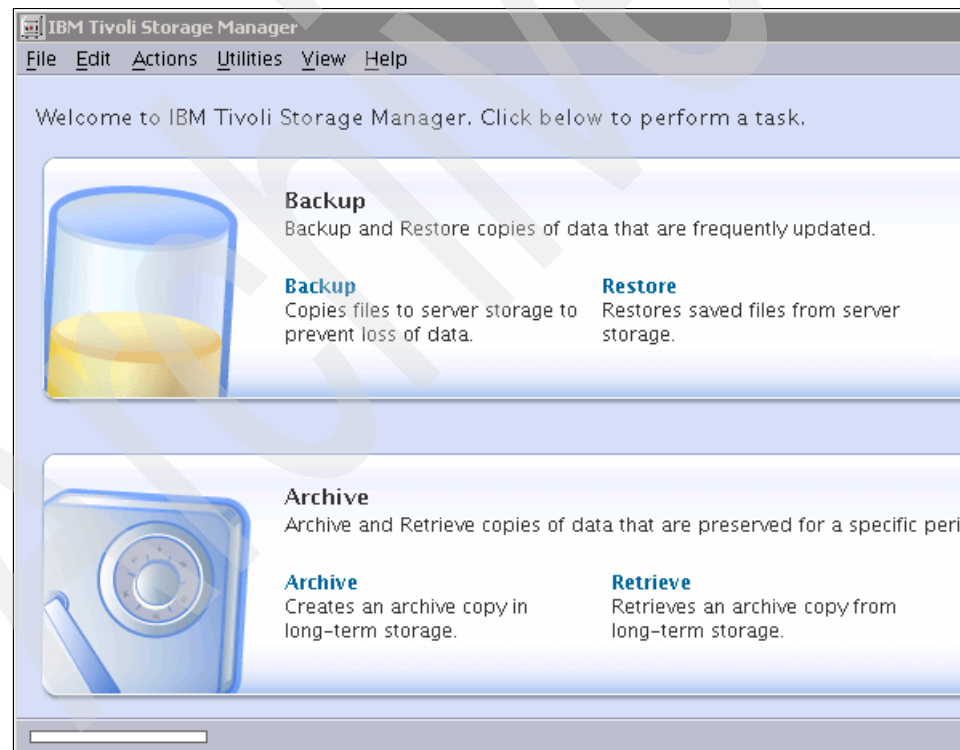 IBM Tivoli Storage Manager
File Edit Actions Utilities View Help
Welcome to IBM Tivoli Storage Manager. Click below to perform a task.
Backup
Backup and Restore copies of data that are frequently updated.
Backup Restore
Copies files to server storage to Restores saved files from server
prevent loss of data. storage.
Archive
Archive and Retrieve copies of data that are preserved for a specific peri
Archive Retrieve
Creates an archive copy in Retrieves an archive copy from
long-term storage. long-term storage.